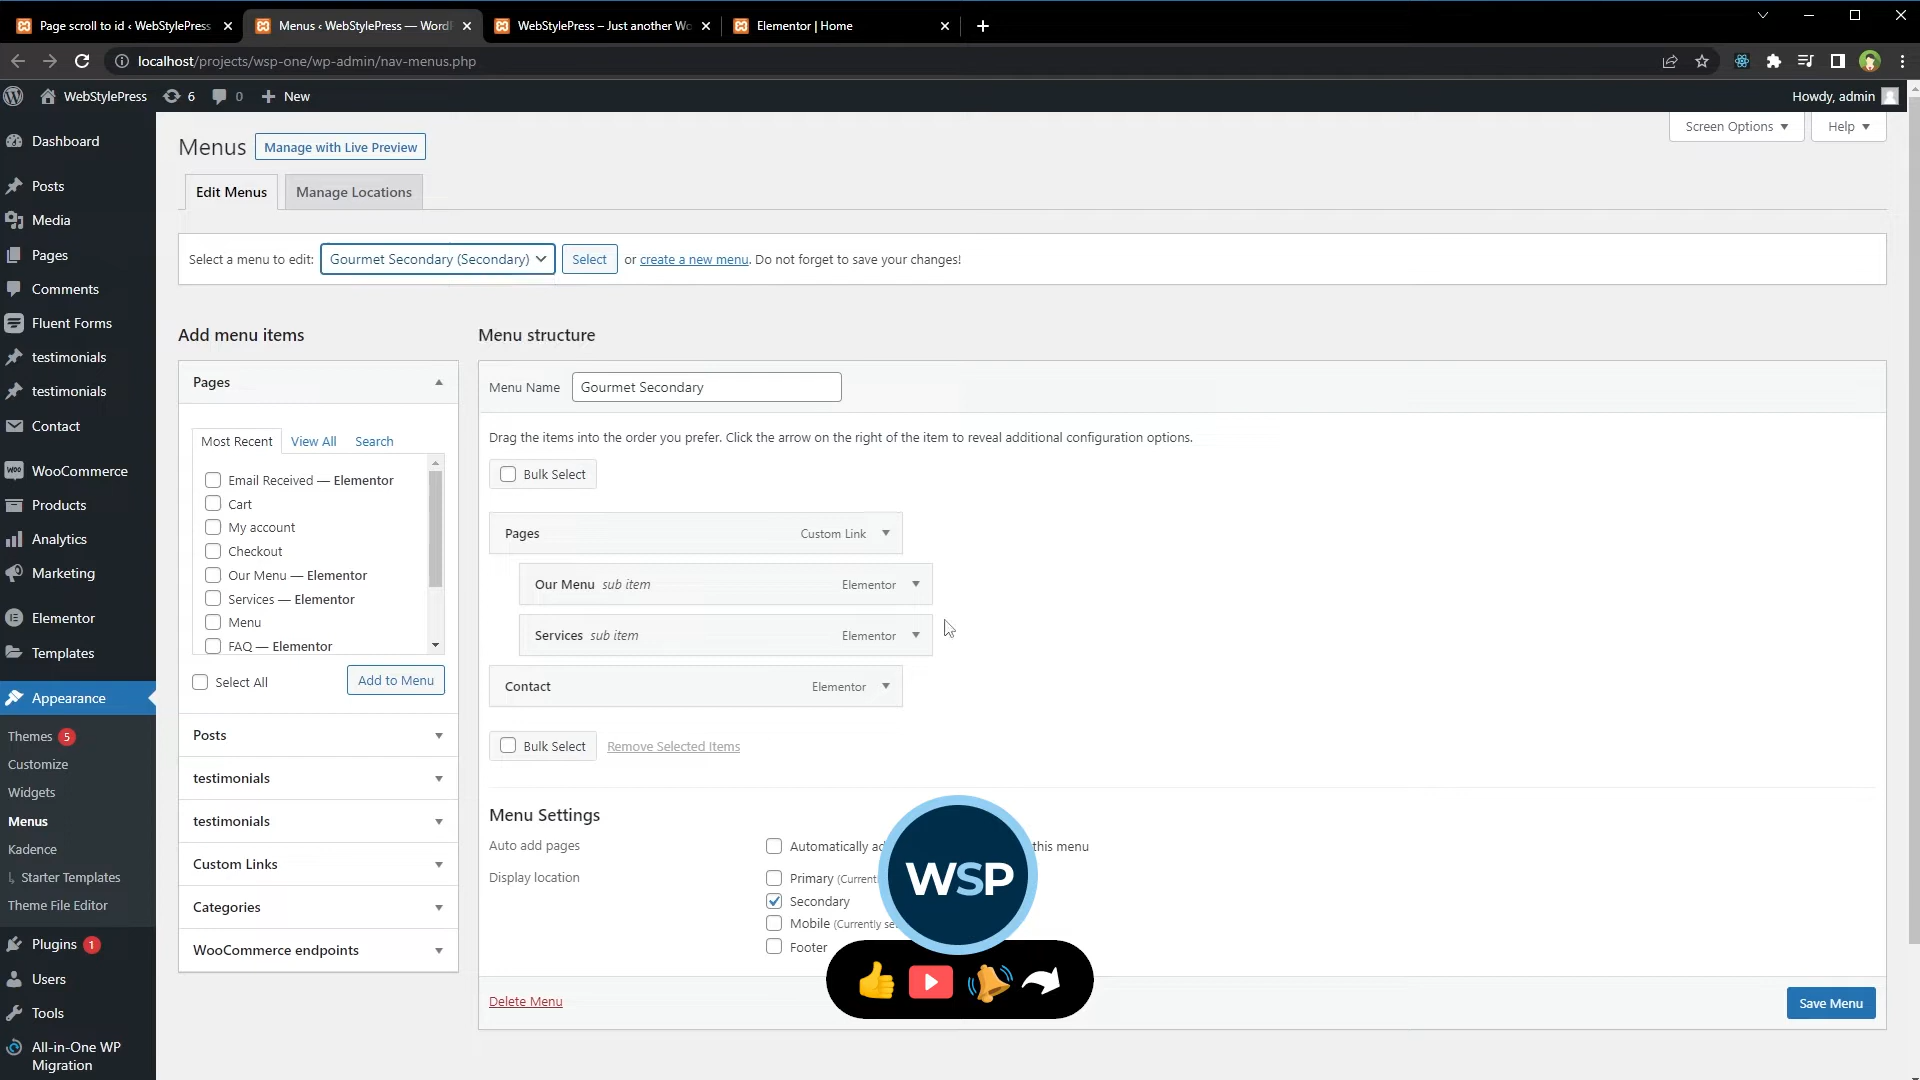 Page scroll to id ‹ WebStylePress
Menus ‹ WebStylePress — Word
WebStylePress – Just another Wo
Elementor | Home
localhost/projects/wsp-one/wp-admin/nav-menus.php
WebStylePress
6
0
New
Howdy, admin
Dashboard
Posts
Media
Pages
Comments
Fluent Forms
testimonials
testimonials
Contact
WooCommerce
Products
Analytics
Marketing
Elementor
Templates
Appearance
Themes 5
Customize
Widgets
Menus
Kadence
Starter Templates
Theme File Editor
Plugins 1
Users
Tools
All-in-One WP
Migration
Screen Options
Help
Menus
Manage with Live Preview
Edit Menus
Manage Locations
Select a menu to edit: Gourmet Secondary (Secondary) Select or create a new menu. Do not forget to save your changes!
Add menu items
Pages
Most Recent
View All
Search
Email Received — Elementor
Cart
My account
Checkout
Our Menu — Elementor
Services — Elementor
Menu
FAQ — Elementor
Select All
Add to Menu
Posts
testimonials
testimonials
Custom Links
Categories
WooCommerce endpoints
Menu structure
Menu Name Gourmet Secondary
Drag the items into the order you prefer. Click the arrow on the right of the item to reveal additional configuration options.
Bulk Select
Pages Custom Link
Our Menu sub item Elementor
Services sub item Elementor
Contact Elementor
Bulk Select Remove Selected Items
Menu Settings
Auto add pages
Automatically ad this menu
Display location
Primary (Current
Secondary
Mobile (Currently se
Footer
WSP
Delete Menu
Save Menu